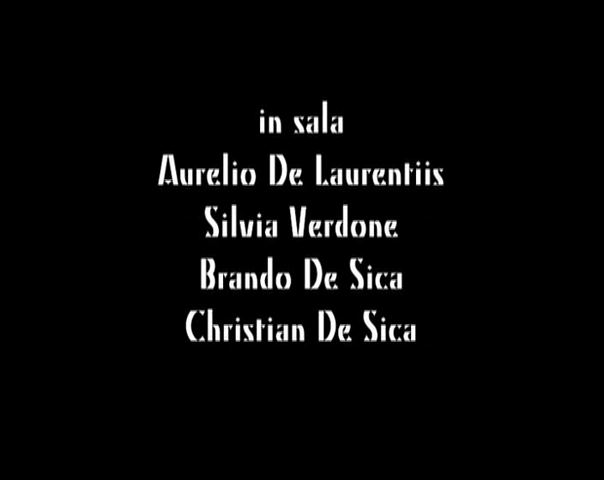 in sala
Aurelio De Laurentiis
Silvia Verdone
Brando De Sica
Christian De Sica